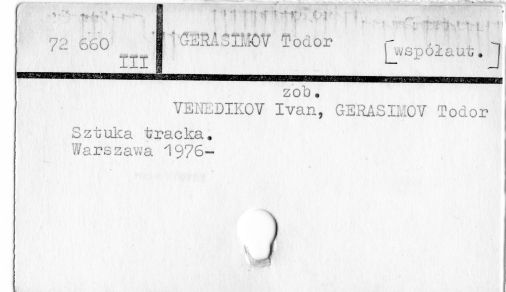 72 660
III
GERASIMOV Todor
[współaut.]
zob.
VENEDIKOV Ivan, GERASIMOV Todor
Sztuka tracka.
Warszawa 1976-